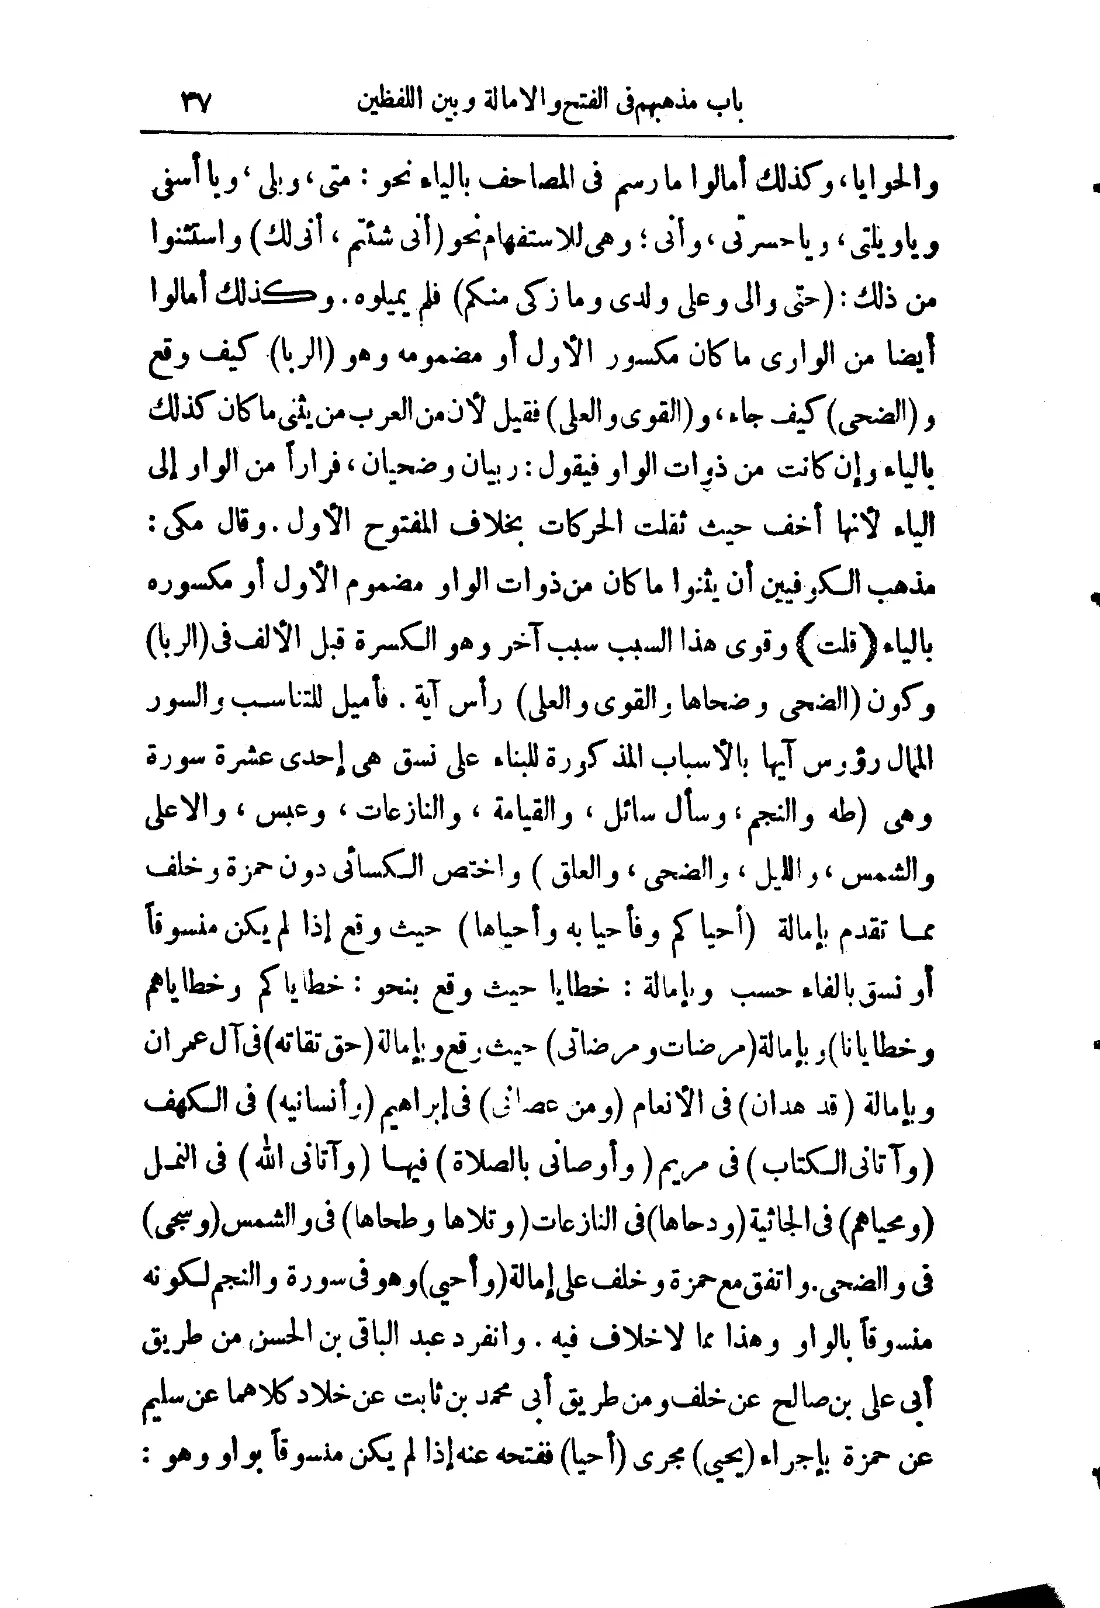 باب مذهبهم فى الفتح والامالة وبين اللفظين ٣٧
والحوايا، وكذلك أمالوا ما رسم فى المصاحف بالياء نحو : متى، وبلى ، ويا أسفى
وياويلتى، وياحسرتى، وأنى ؛ وهى للاستفهام نحو (أنى شئتم ، أنى لك) واستثنوا
من ذلك : (حتى والى وعلى ولدى وما زكى منكم) فلم يميلوه . وكذلك أمالوا
أيضا من الوارى ما كان مكسور الأول أو مضمومه وهو (الربا) كيف وقع
و (الضحى) كيف جاء، و (القوى والعلى) فقيل لأن من العرب من يثنى ما كان كذلك
بالياء وإن كانت من ذوات الواو فيقول : ربيان وضحيان، فراراً من الوار إلى
الياء لأنها أخف حيث ثقلت الحركات بخلاف المفتوح الأول . وقال مكى :
مذهب الكوفيين أن يثنوا ما كان من ذوات الواو مضموم الأول أو مكسوره
بالياء (قلت) وقوى هذا السبب سبب آخر وهو الكسرة قبل الألف فى (الربا)
وكون (الضحى وضحاها والقوى والعلى) رأس آية . فأميل للتناسب والسور
الممال رؤوس آيها بالأسباب المذكورة للبناء على نسق هى إحدى عشرة سورة
وهى (طه والنجم، وسأل سائل ، والقيامة ، والنازعات ، وعبس ، والاعلى
والشمس ، والليل ، والضحى ، والعلق ) واختص الكسائى دون حمزة وخلف
مما تقدم بإمالة (أحياكم وفأحيا به وأحياها) حيث وقع إذا لم يكن منسوقاً
أو نسق بالفاء حسب وبإمالة : خطايا حيث وقع بنحو : خطاياكم وخطاياهم
وخطايانا) وبإمالة (مرضات ومرضاتى) حيث وقع وبإمالة (حق تقاته) فى آل عمران
وبإمالة ( قد هدان) فى الأنعام (ومن عصانى) فى إبراهيم (وأنسانيه) فى الكهف
(وآتانى الكتاب) فى مريم ( وأوصانى بالصلاة ) فيها ( وآتانى الله ) فى النمل
(ومحياهم) فى الجاثية (ودحاها) فى النازعات (وتلاها وطحاها) فى والشمس (وسجى)
فى والضحى. واتفق مع حمزة وخلف على إمالة (وأحيى) وهو فى سورة والنجم لكونه
منسوقاً بالواو وهذا مما لا خلاف فيه . وانفرد عبد الباقى بن الحسن من طريق
أبى على بن صالح عن خلف ومن طريق أبى محمد بن ثابت عن خلاد كلاهما عن سليم
عن حمزة بإجراء (يحيى) مجرى (أحيا) ففتحه عنه إذا لم يكن منسوقاً بواو وهو :